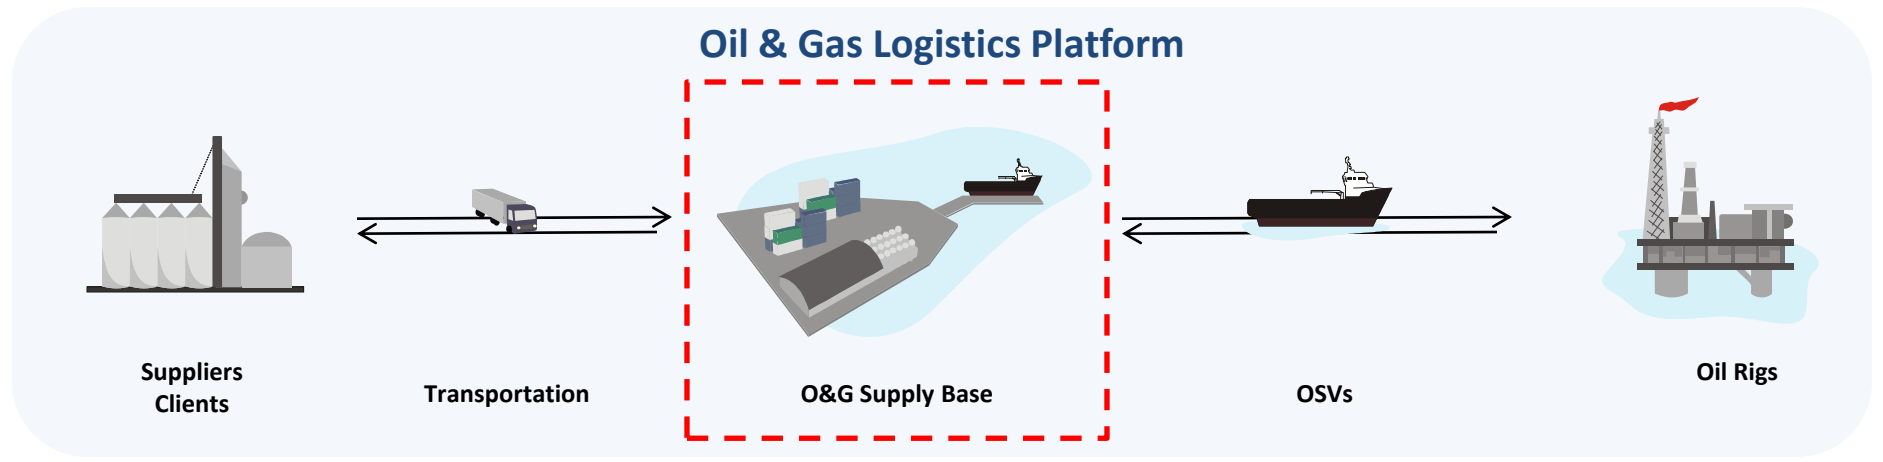 Oil & Gas Logistics Platform
Suppliers
Clients
Transportation
O&G Supply Base
OSVs
Oil Rigs